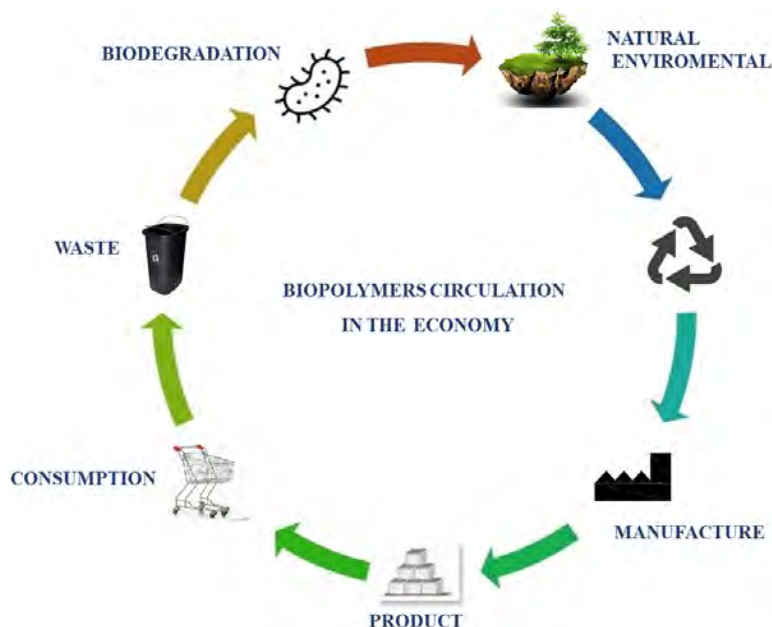 BIODEGRADATION
NATURAL
ENVIROMENTAL
WASTE
BIOPOLYMERS CIRCULATION
IN THE ECONOMY
CONSUMPTION
MANUFACTURE
PRODUCT